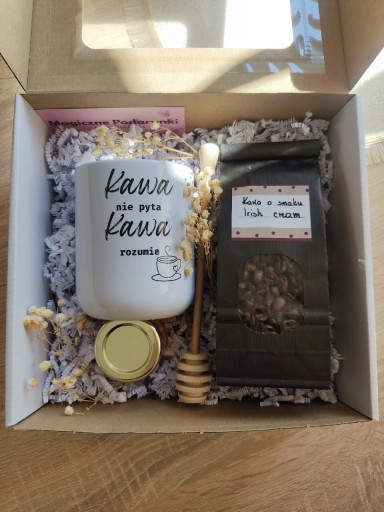 Magiczne Podarunki
Kawa
nie pyta
Kawa
rozumie
Kawa o smaku
Irish cream